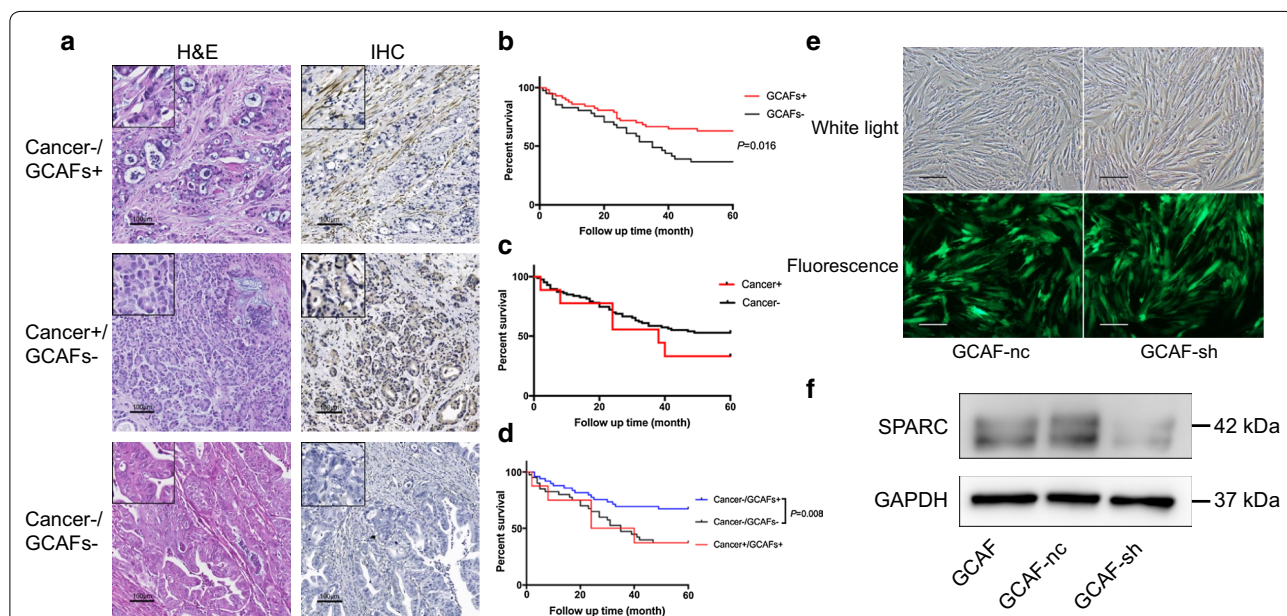 a
H&E
IHC
Cancer-/
GCAFs+
100μm
100μm
Cancer+/
GCAFs-
100μm
100μm
Cancer-/
GCAFs-
100μm
100μm
b
Percent survival
100
50
0
0
20
40
60
Follow up time (month)
GCAFs+
GCAFs-
P=0.016
c
Percent survival
100
50
0
0
20
40
60
Follow up time (month)
Cancer+
Cancer-
d
Percent survival
100
50
0
0
20
40
60
Follow up time (month)
Cancer-/GCAFs+
Cancer-/GCAFs-
Cancer+/GCAFs+
P=0.008
e
White light
Fluorescence
GCAF-nc
GCAF-sh
f
SPARC
42 kDa
GAPDH
37 kDa
GCAF
GCAF-nc
GCAF-sh